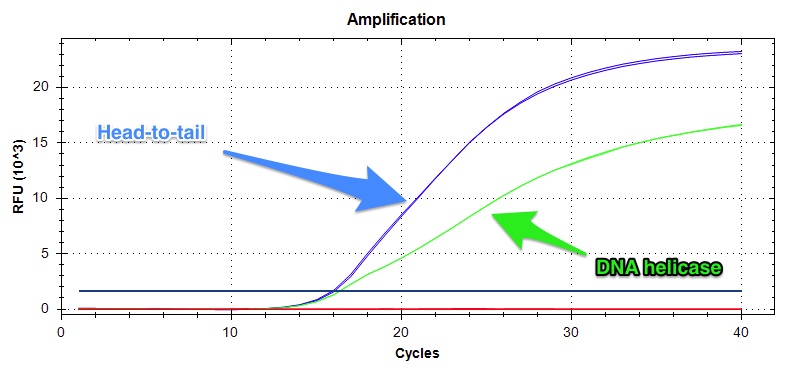 Amplification
20
15
10
5
0
RFU (10^3)
Head-to-tail
DNA helicase
0
10
20
30
40
Cycles